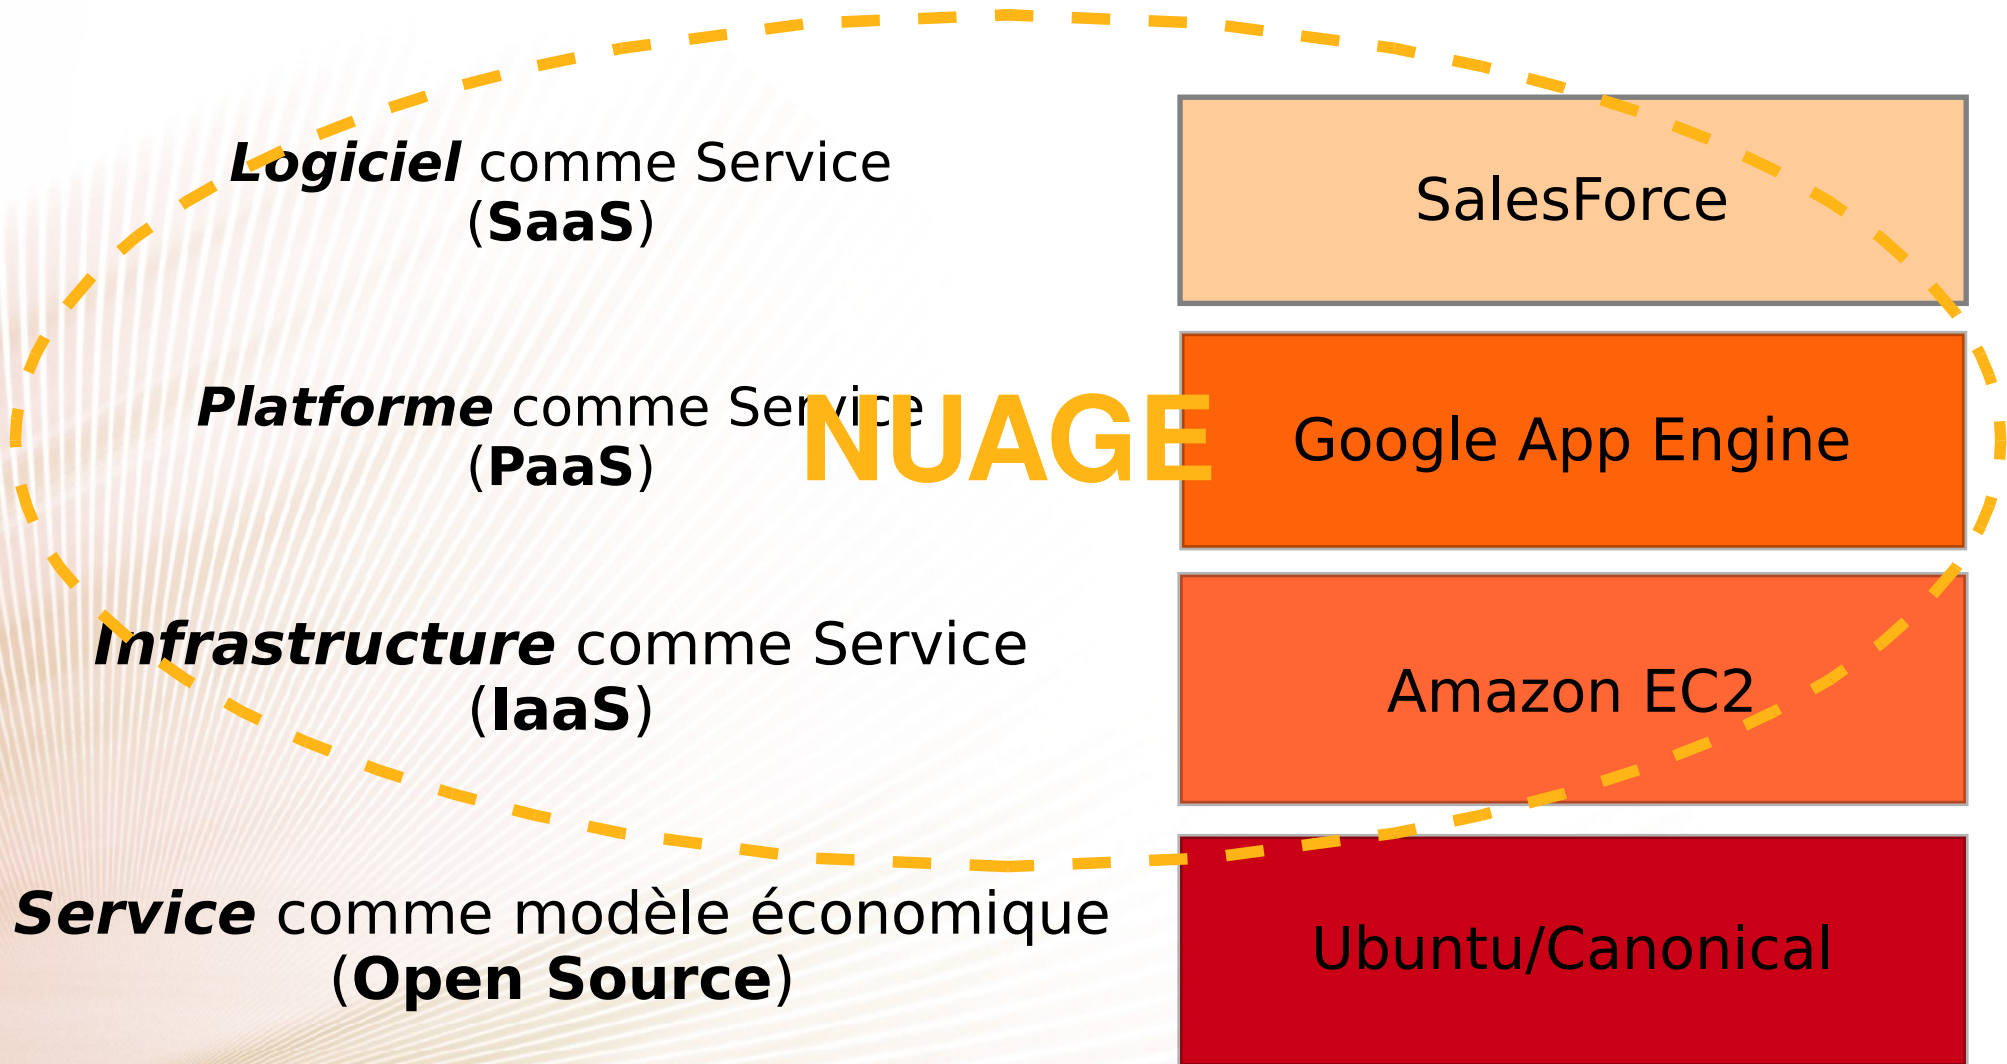 Logiciel comme Service
(SaaS)
SalesForce
Platforme comme Service
(PaaS)
NUAGE
Google App Engine
Infrastructure comme Service
(IaaS)
Amazon EC2
Service comme modèle économique
(Open Source)
Ubuntu/Canonical